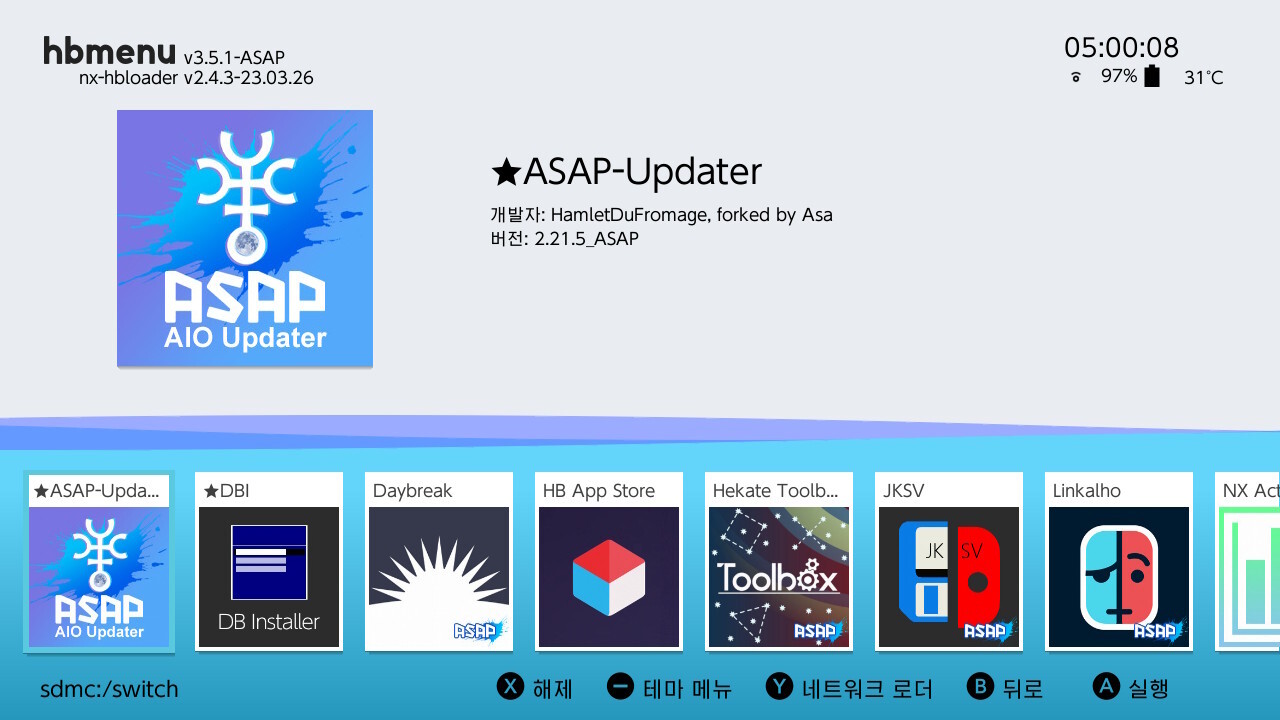 hbmenu v3.5.1-ASAP
nx-hbloader v2.4.3-23.03.26
05:00:08
97% 31°C
ASAP
AIO Updater
★ASAP-Updater
개발자: HamletDuFromage, forked by Asa
버전: 2.21.5_ASAP
★ASAP-Upda...
★DBI
Daybreak
HB App Store
Hekate Toolb...
JKSV
Linkalho
NX Act
ASAP
AIO Updater
DB Installer
ASAP
Toolbox
ASAP
JK SV
ASAP
ASAP
sdmc:/switch
X 해제
테마 메뉴
Y 네트워크 로더
B 뒤로
A 실행